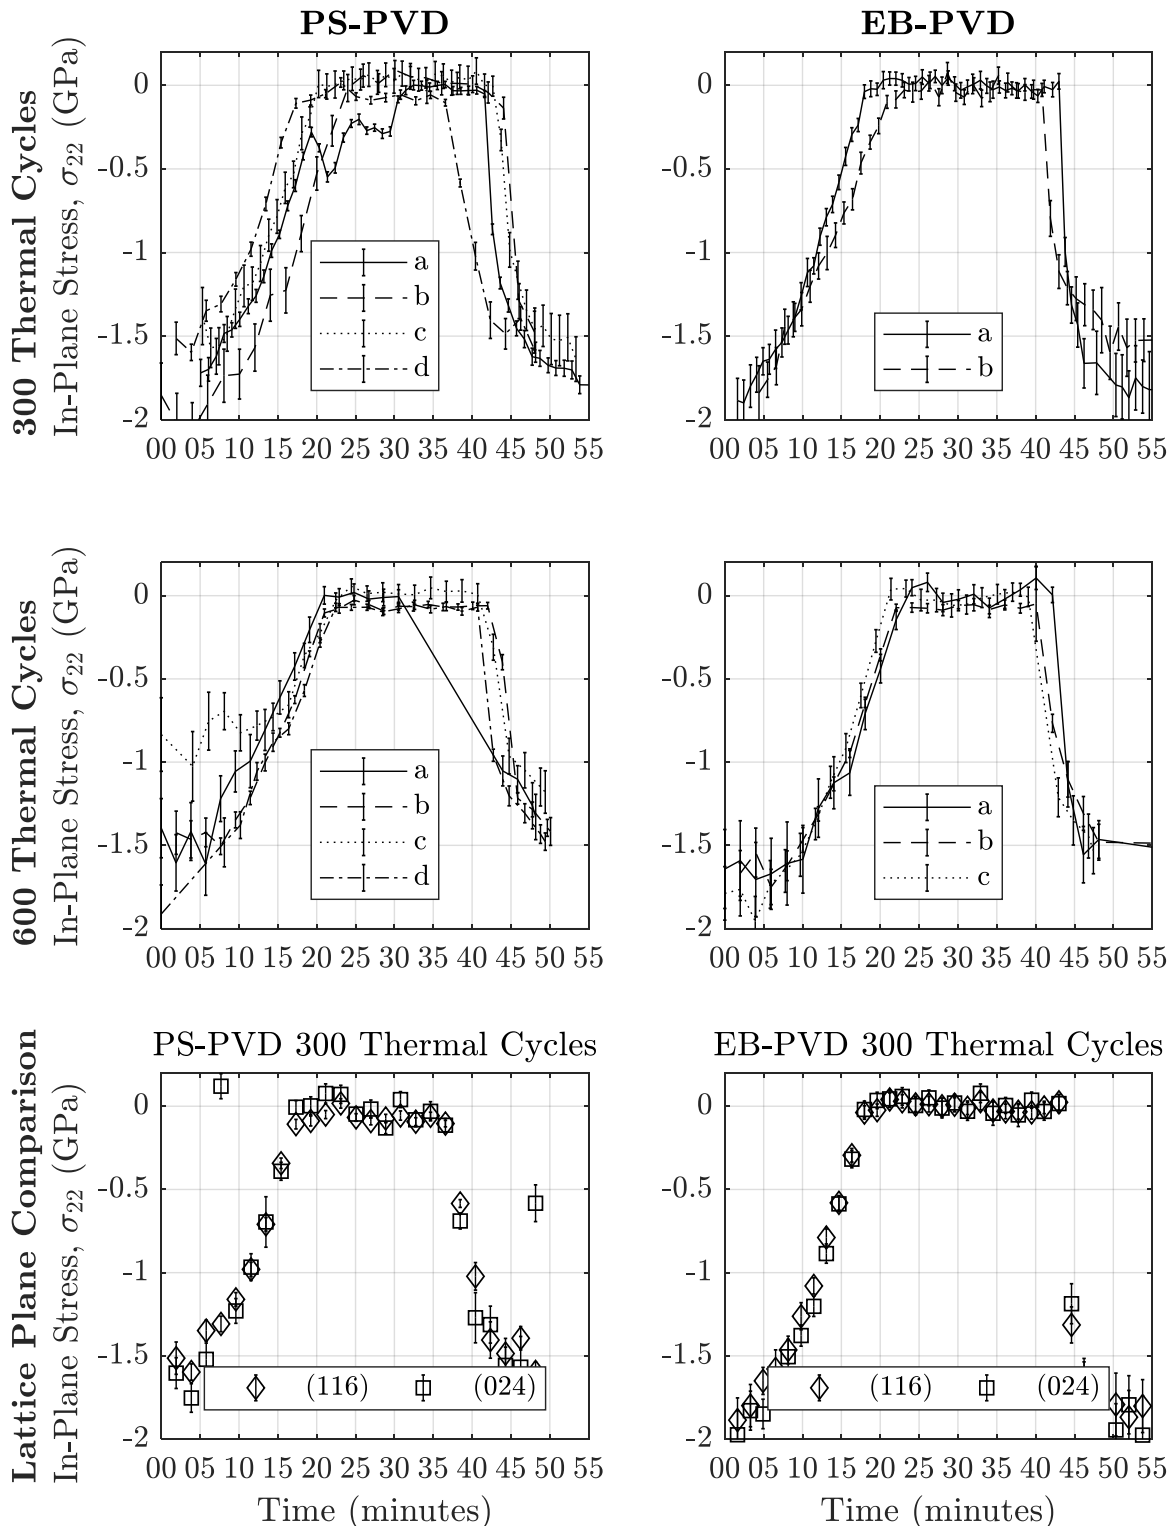 PS-PVD
EB-PVD
300 Thermal Cycles
In-Plane Stress, σ22 (GPa)
0
-0.5
-1
-1.5
-2
a
b
c
d
00 05 10 15 20 25 30 35 40 45 50 55
0
-0.5
-1
-1.5
-2
a
b
00 05 10 15 20 25 30 35 40 45 50 55
600 Thermal Cycles
In-Plane Stress, σ22 (GPa)
0
-0.5
-1
-1.5
-2
a
b
c
d
00 05 10 15 20 25 30 35 40 45 50 55
0
-0.5
-1
-1.5
-2
a
b
c
00 05 10 15 20 25 30 35 40 45 50 55
Lattice Plane Comparison
In-Plane Stress, σ22 (GPa)
PS-PVD 300 Thermal Cycles
0
-0.5
-1
-1.5
-2
(116) (024)
00 05 10 15 20 25 30 35 40 45 50 55
Time (minutes)
EB-PVD 300 Thermal Cycles
0
-0.5
-1
-1.5
-2
(116) (024)
00 05 10 15 20 25 30 35 40 45 50 55
Time (minutes)